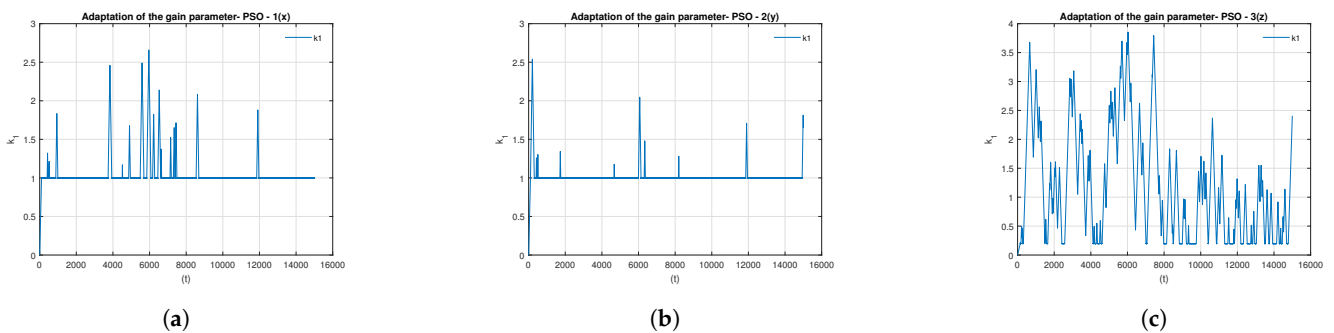 Adaptation of the gain parameter- PSO - 1(x)
3
2.5
2
1.5
1
0.5
0
k1
k1
0 2000 4000 6000 8000 10000 12000 14000 16000
(t)
(a)
Adaptation of the gain parameter- PSO - 2(y)
3
2.5
2
1.5
1
0.5
0
k1
k1
0 2000 4000 6000 8000 10000 12000 14000 16000
(t)
(b)
Adaptation of the gain parameter- PSO - 3(z)
4
3.5
3
2.5
2
1.5
1
0.5
0
k1
k1
0 2000 4000 6000 8000 10000 12000 14000 16000
(t)
(c)